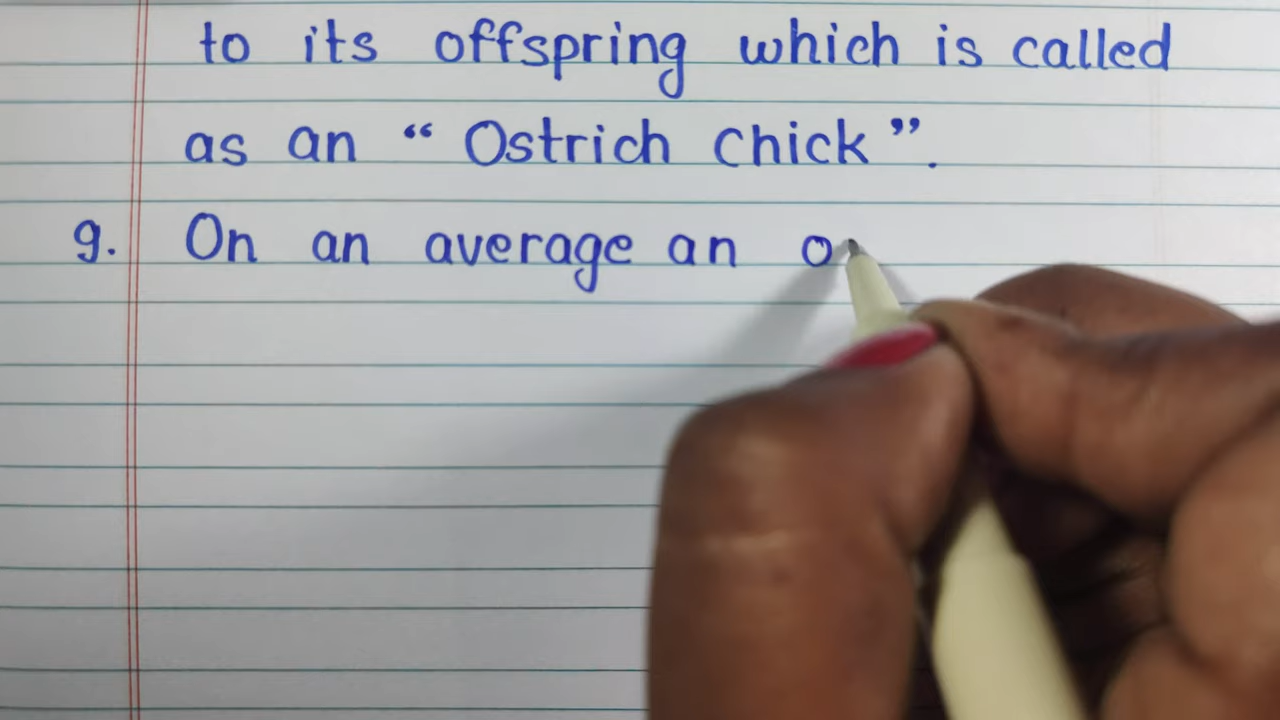 to its offspring which is called
as an “ Ostrich chick ”.
9. On an average an o